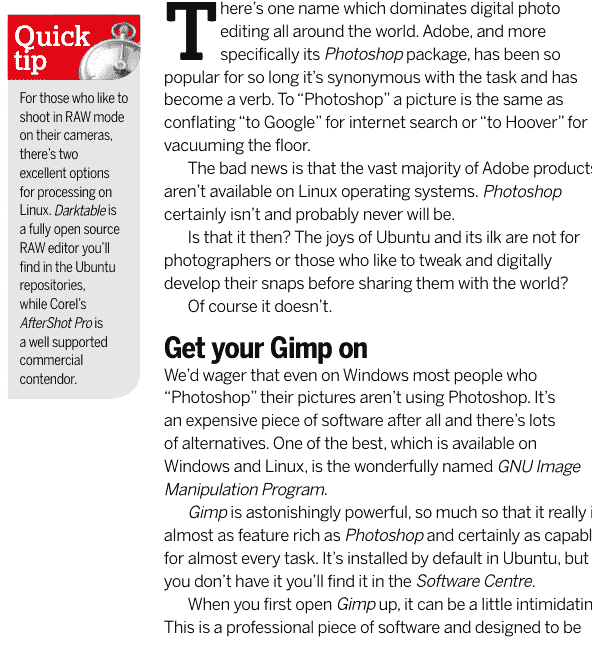 Quick
tip
For those who like to
shoot in RAW mode
on their cameras,
there's two
excellent options
for processing on
Linux. Darktable is
a fully open source
RAW editor you'll
find in the Ubuntu
repositories,
while Corel's
AfterShot Pro is
a well supported
commercial
contendor.
There's one name which dominates digital photo
editing all around the world. Adobe, and more
specifically its Photoshop package, has been so
popular for so long it's synonymous with the task and has
become a verb. To “Photoshop” a picture is the same as
conflating “to Google” for internet search or “to Hoover” for
vacuuming the floor.
The bad news is that the vast majority of Adobe products
aren't available on Linux operating systems. Photoshop
certainly isn't and probably never will be.
Is that it then? The joys of Ubuntu and its ilk are not for
photographers or those who like to tweak and digitally
develop their snaps before sharing them with the world?
Of course it doesn't.
Get your Gimp on
We'd wager that even on Windows most people who
“Photoshop” their pictures aren't using Photoshop. It's
an expensive piece of software after all and there's lots
of alternatives. One of the best, which is available on
Windows and Linux, is the wonderfully named GNU Image
Manipulation Program.
Gimp is astonishingly powerful, so much so that it really i
almost as feature rich as Photoshop and certainly as capabl
for almost every task. It's installed by default in Ubuntu, but
you don't have it you'll find it in the Software Centre.
When you first open Gimp up, it can be a little intimidatin
This is a professional piece of software and designed to be